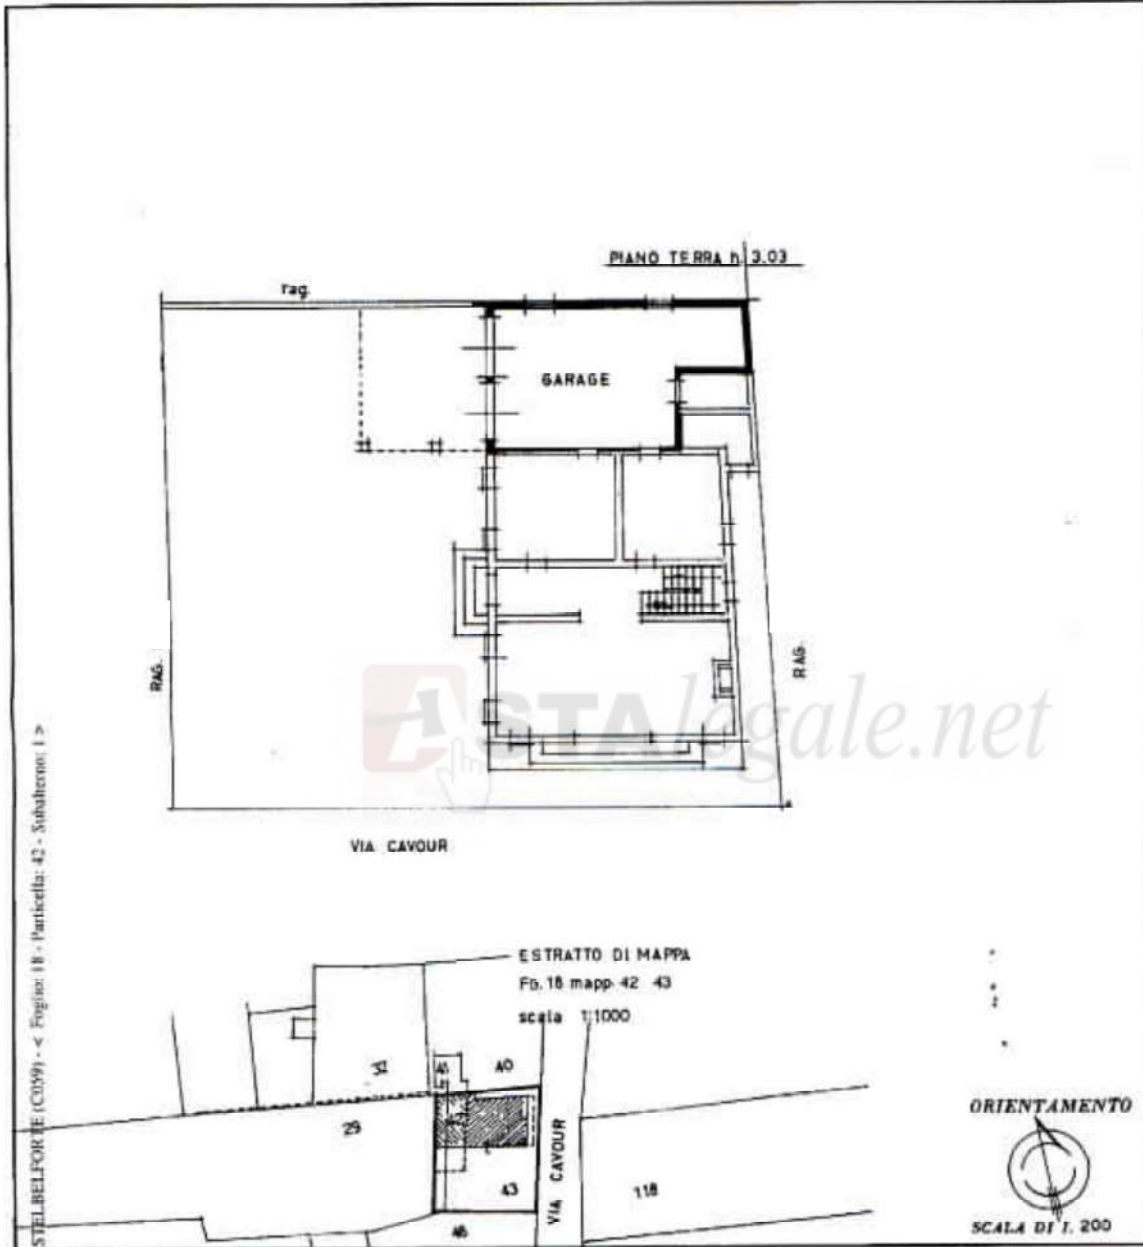 PIANO TERRA h. 3.03
rag.
GARAGE
RAG.
RAG.
ASTAlegale.net
VIA CAVOUR
STELBELFORTE (C059) - < Foglio: 18 - Particella: 42 - Subalterno: 1 >
ESTRATTO DI MAPPA
FG. 18 mapp. 42 43
scala 1:1000
32
41
40
29
43
VIA CAVOUR
118
46
ORIENTAMENTO
SCALA DI 1: 200